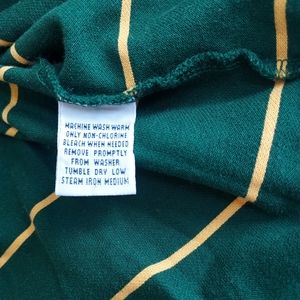 MACHINE WASH WARM
ONLY NON-CHLORINE
BLEACH WHEN NEEDED
REMOVE PROMPTLY
FROM WASHER
TUMBLE DRY LOW
STEAM IRON MEDIUM